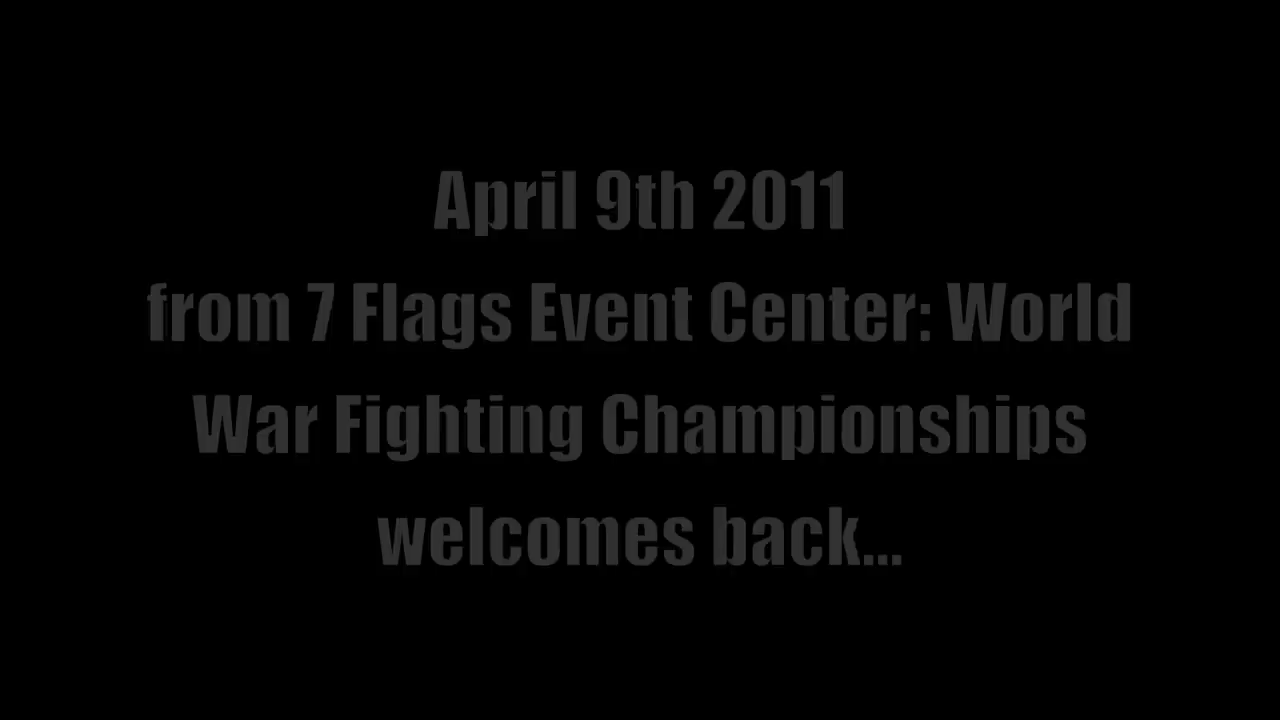 April 9th 2011
from 7 Flags Event Center: World
War Fighting Championships
welcomes back...